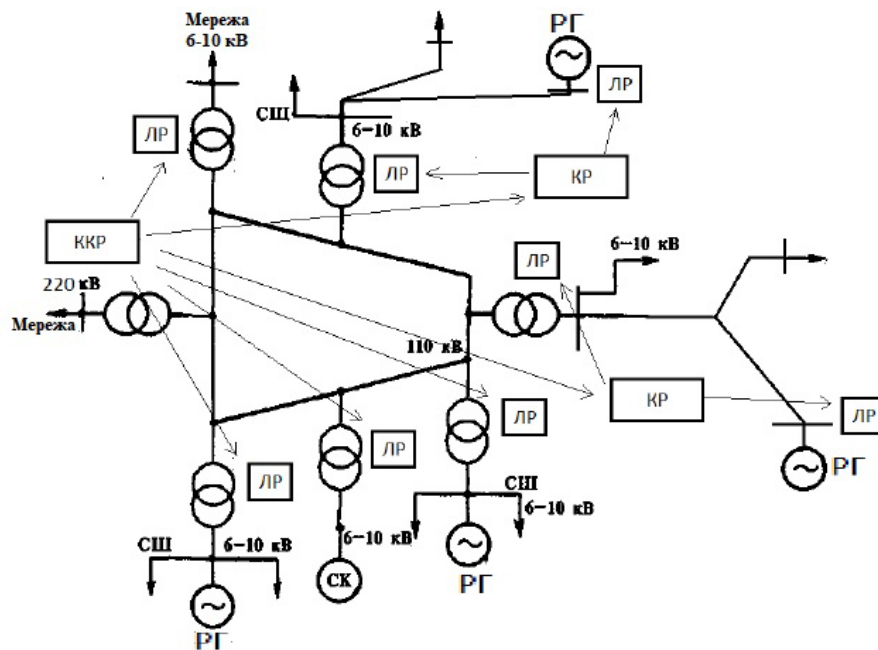 Мережа
6-10 кВ
РГ
ЛР
СШ
6–10 кВ
ЛР
ЛР
КР
ККР
6–10 кВ
ЛР
220 кВ
Мережа
110 кВ
КР
ЛР
ЛР
ЛР
ЛР
РГ
СШ
6–10 кВ
СШ
6–10 кВ
6–10 кВ
СК
РГ
РГ